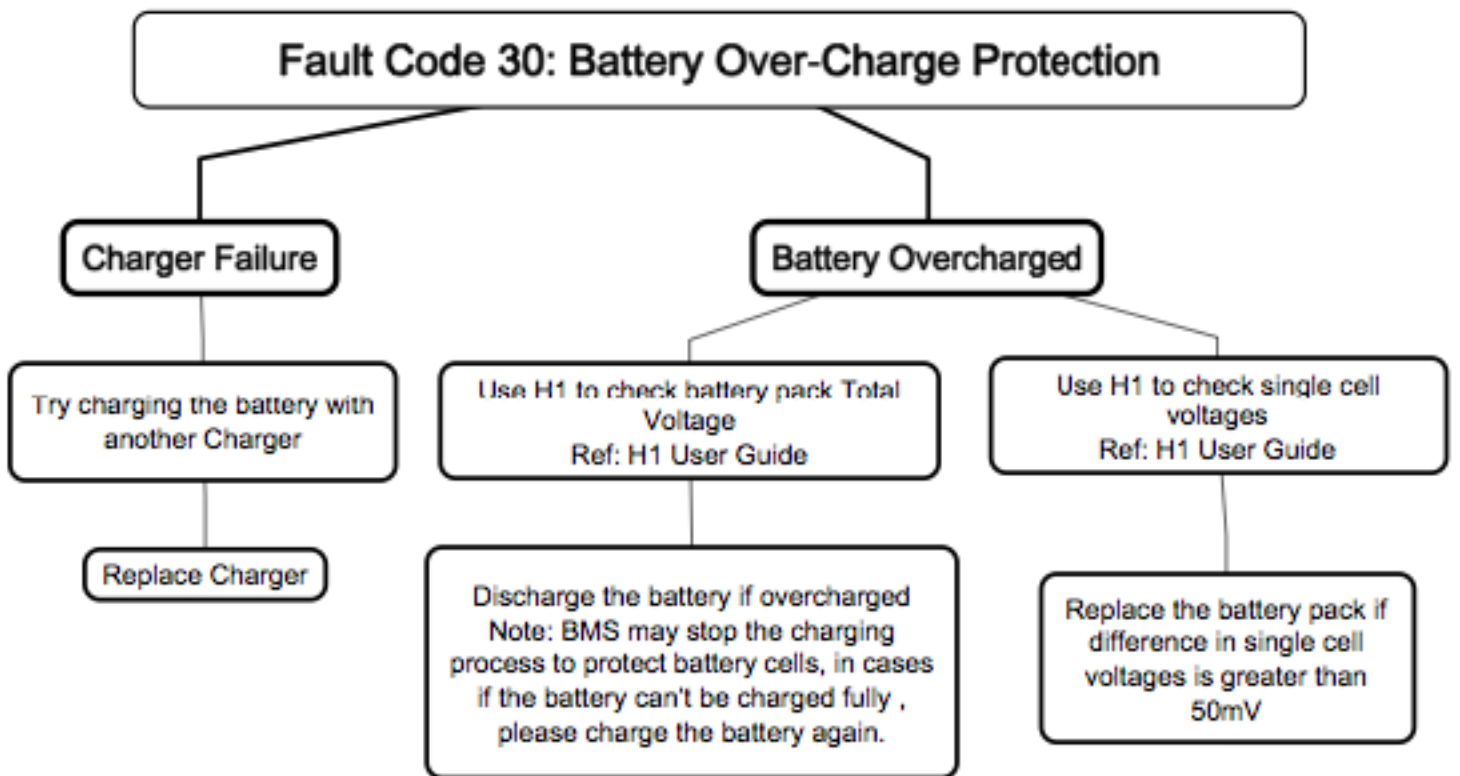 Fault Code 30: Battery Over-Charge Protection
Charger Failure
Battery Overcharged
Try charging the battery with
another Charger
Use H1 to check battery pack Total
Voltage
Ref: H1 User Guide
Use H1 to check single cell
voltages
Ref: H1 User Guide
Replace Charger
Discharge the battery if overcharged
Note: BMS may stop the charging
process to protect battery cells, in cases
if the battery can't be charged fully ,
please charge the battery again.
Replace the battery pack if
difference in single cell
voltages is greater than
50mV